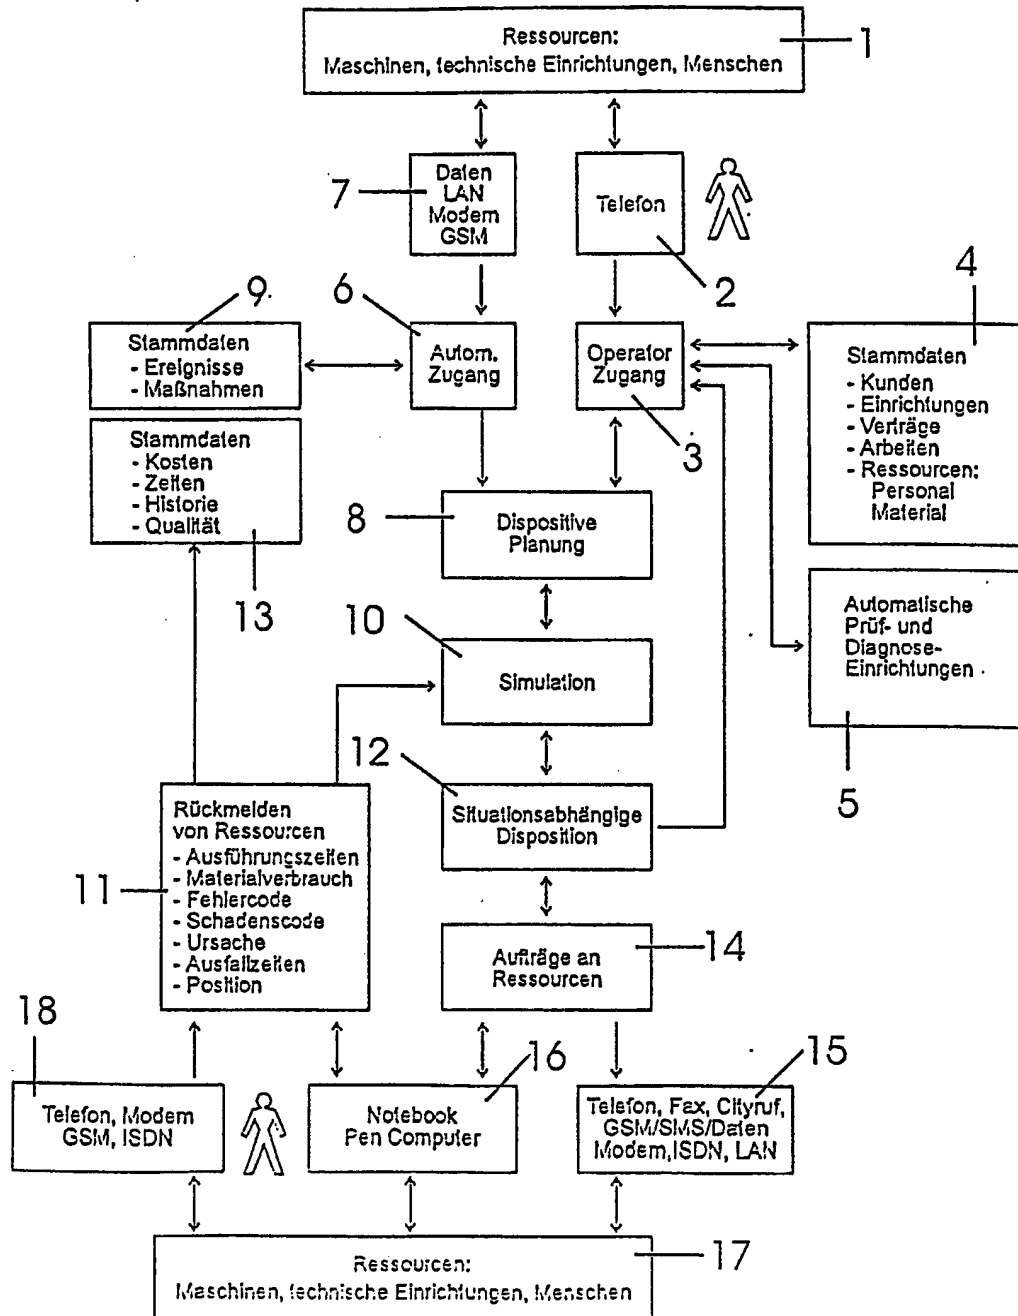 Ressourcen:
Maschinen, technische Einrichtungen, Menschen
1
7
Daten
LAN
Modem
GSM
Telefon
2
4
9
6
Stammdaten
- Ereignisse
- Maßnahmen
Autom.
Zugang
Operator
Zugang
3
Stammdaten
- Kunden
- Einrichtungen
- Verträge
- Arbeiten
- Ressourcen:
Personal
Material
Stammdaten
- Kosten
- Zeiten
- Historie
- Qualität
13
8
Dispositive
Planung
10
Simulation
Automatische
Prüf- und
Diagnose-
Einrichtungen
5
12
Situationsabhängige
Disposition
11
Rückmelden
von Ressourcen
- Ausführungszeiten
- Materialverbrauch
- Fehlercode
- Schadenscode
- Ursache
- Ausfallzeiten
- Position
Aufträge an
Ressourcen
14
18
Telefon, Modem
GSM, ISDN
16
Notebook
Pen Computer
15
Telefon, Fax, Cityruf,
GSM/SMS/Daten
Modem,ISDN, LAN
Ressourcen:
Maschinen, technische Einrichtungen, Menschen
17